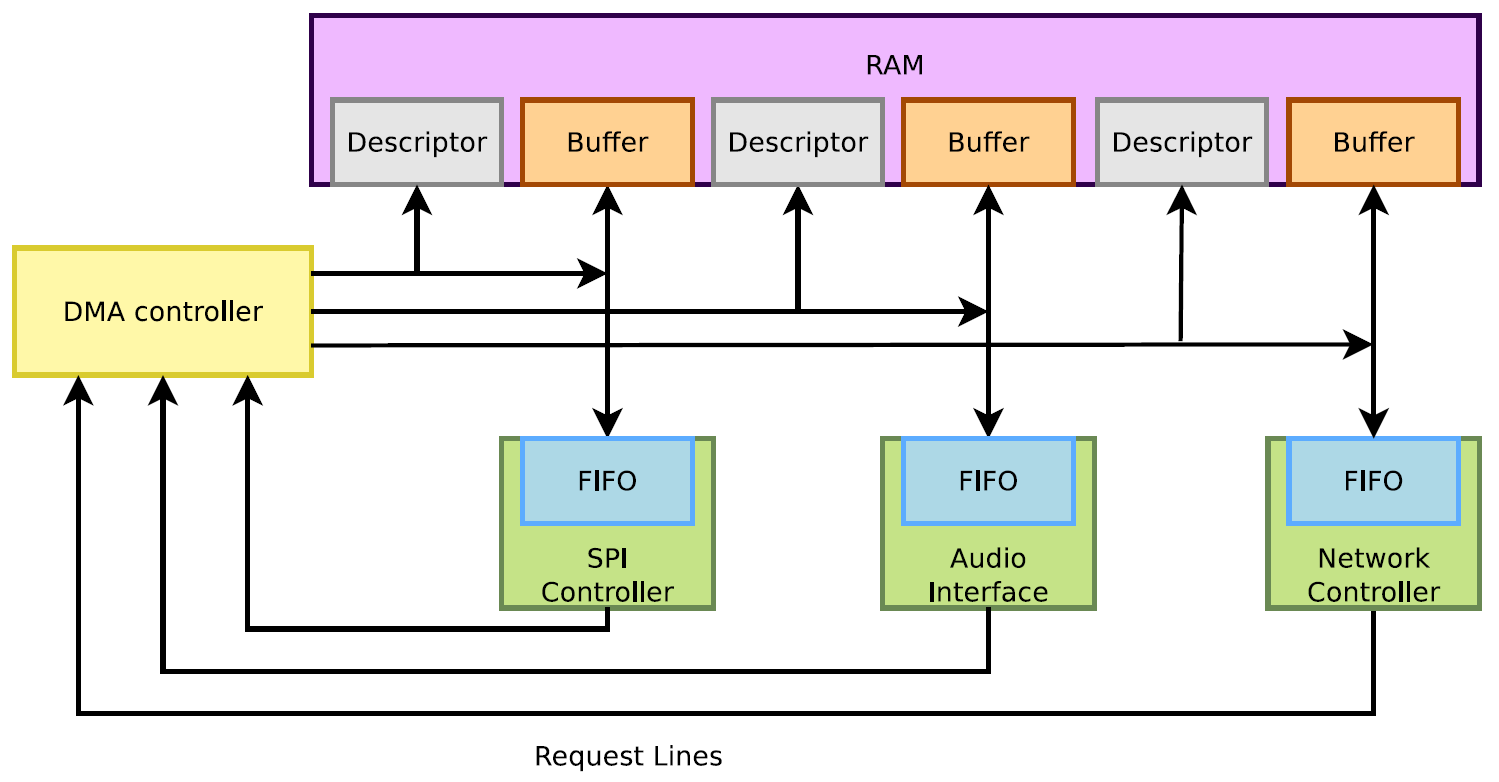 RAM
Descriptor
Buffer
Descriptor
Buffer
Descriptor
Buffer
DMA controller
FIFO
SPI
Controller
FIFO
Audio
Interface
FIFO
Network
Controller
Request Lines